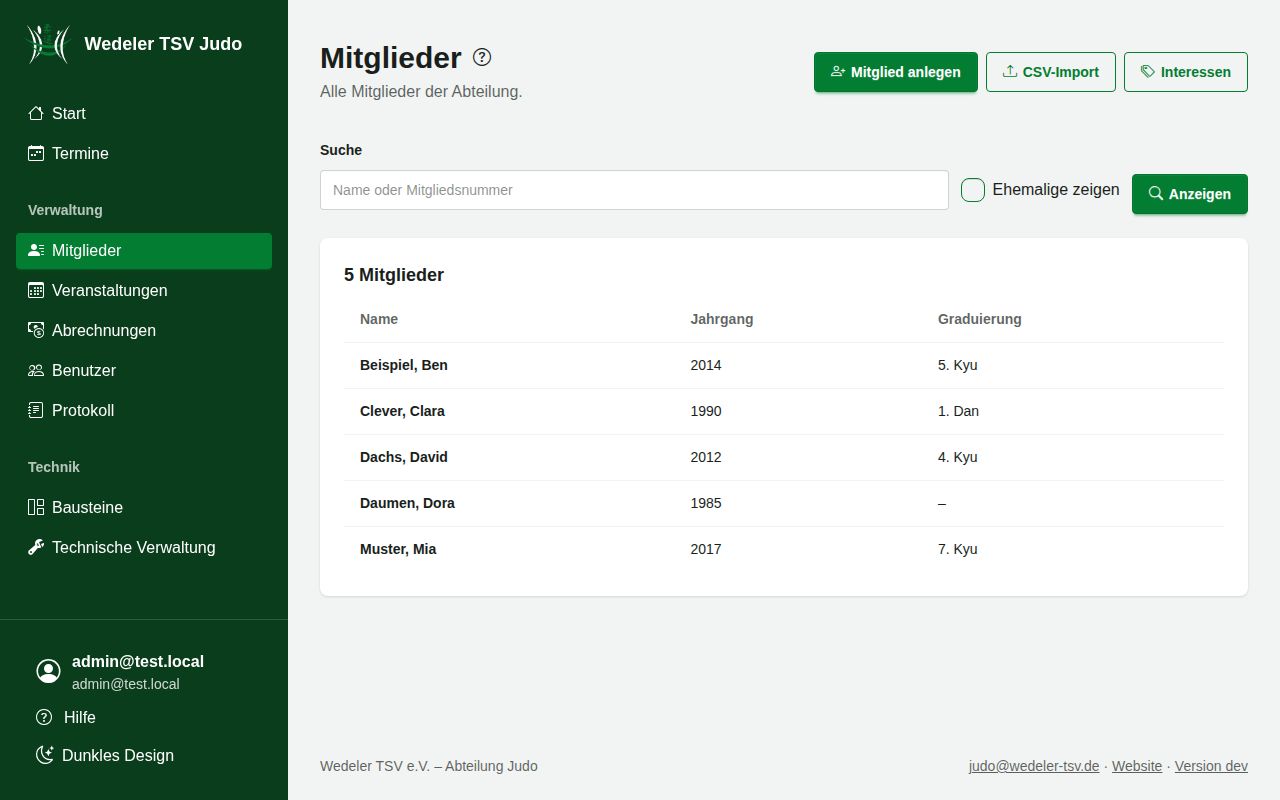 Wedeler TSV Judo
Start
Termine
Verwaltung
Mitglieder
Veranstaltungen
Abrechnungen
Benutzer
Protokoll
Technik
Bausteine
Technische Verwaltung
admin@test.local
admin@test.local
Hilfe
Dunkles Design
Mitglieder
Alle Mitglieder der Abteilung.
Mitglied anlegen CSV-Import Interessen
Suche
Name oder Mitgliedsnummer Ehemalige zeigen Anzeigen
5 Mitglieder
Name Jahrgang Graduierung
Beispiel, Ben 2014 5. Kyu
Clever, Clara 1990 1. Dan
Dachs, David 2012 4. Kyu
Daumen, Dora 1985 –
Muster, Mia 2017 7. Kyu
Wedeler TSV e.V. – Abteilung Judo judo@wedeler-tsv.de · Website · Version dev